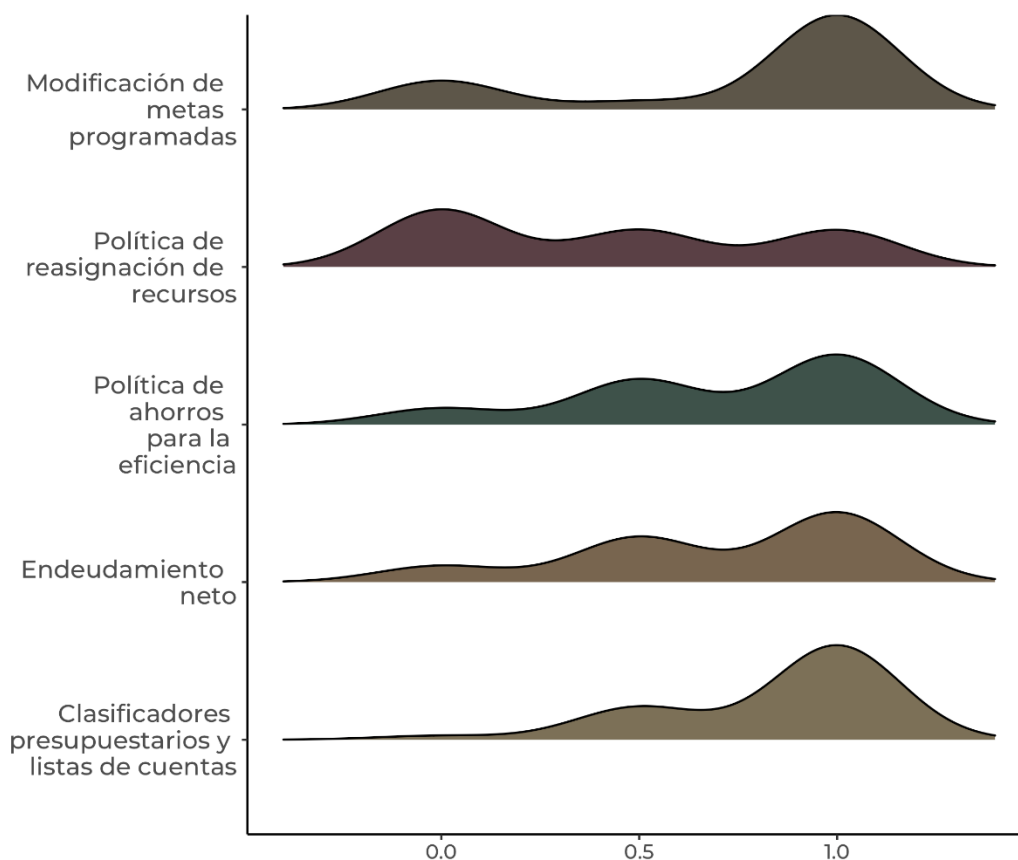 Modificación de
metas
programadas
Política de
reasignación de
recursos
Política de
ahorros
para la
eficiencia
Endeudamiento
neto
Clasificadores
presupuestarios y
listas de cuentas
0.0 0.5 1.0